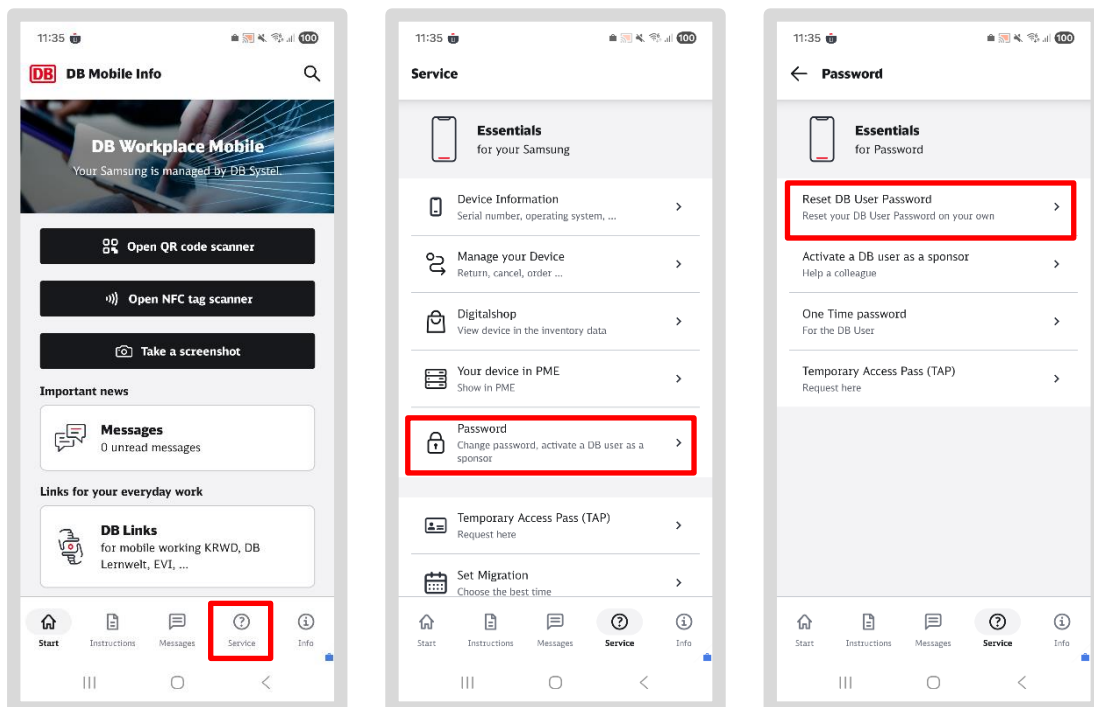 11:35
100
DB DB Mobile Info
DB Workplace Mobile
Your Samsung is managed by DB Systel.
Open QR code scanner
Open NFC tag scanner
Take a screenshot
Important news
Messages
0 unread messages
Links for your everyday work
DB Links
for mobile working KRWD, DB
Lernwelt, EVI, ...
Start Instructions Messages Service Info
11:35
100
Service
Essentials
for your Samsung
Device Information
Serial number, operating system, ...
Manage your Device
Return, cancel, order ...
Digitalshop
View device in the inventory data
Your device in PME
Show in PME
Password
Change password, activate a DB user as a
sponsor
Temporary Access Pass (TAP)
Request here
Set Migration
Choose the best time
Start Instructions Messages Service Info
11:35
100
Password
Essentials
for Password
Reset DB User Password
Reset your DB User Password on your own
Activate a DB user as a sponsor
Help a colleague
One Time password
For the DB User
Temporary Access Pass (TAP)
Request here
Start Instructions Messages Service Info